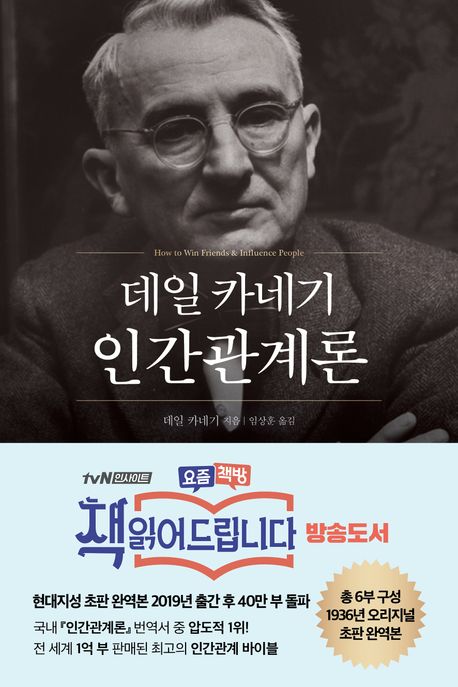 How to Win Friends & Influence People
데일 카네기
인간관계론
데일 카네기 지음 | 임상훈 옮김
tvN 인사이트
요즘책방
책 읽어드립니다 방송도서
현대지성 초판 완역본 2019년 출간 후 40만 부 돌파
국내 『인간관계론』 번역서 중 압도적 1위!
전 세계 1억 부 판매된 최고의 인간관계 바이블
총 6부 구성
1936년 오리지널
초판 완역본